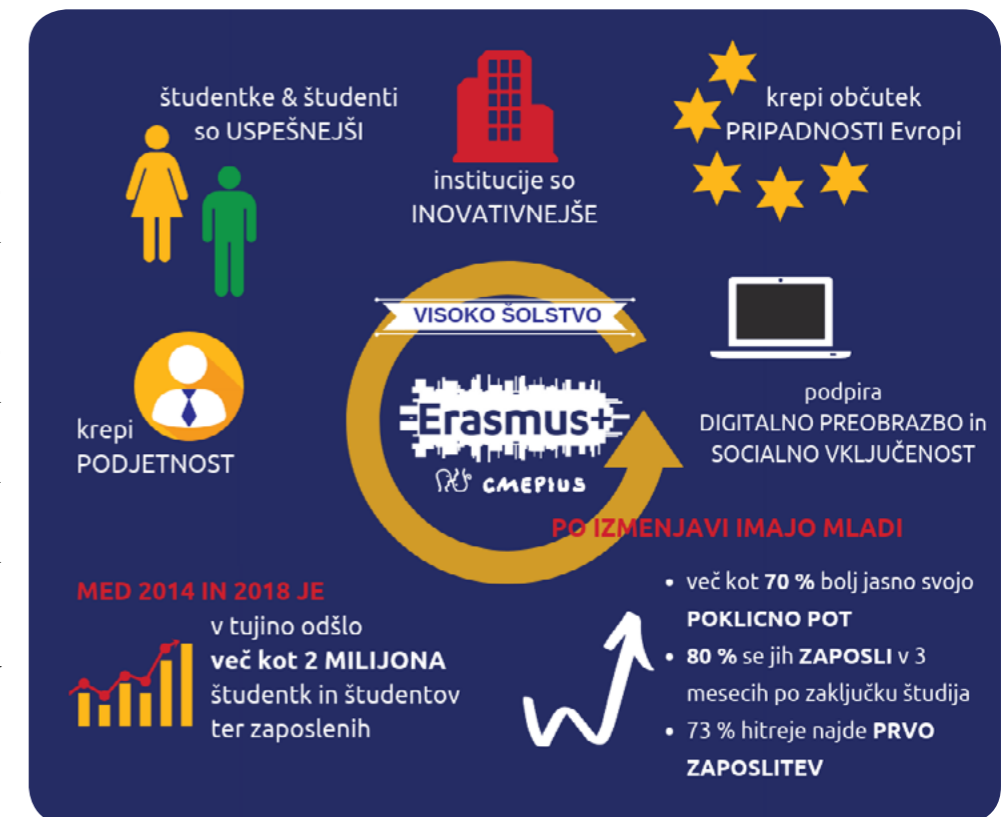 študentke & študenti
so USPEŠNEJŠI
institucije so
INOVATIVNEJŠE
krepi občutek
PRIPADNOSTI Evropi
VISOKO ŠOLSTVO
Erasmus+
CMEPIUS
krepi
PODJETNOST
podpira
DIGITALNO PREOBRAZBO in
SOCIALNO VKLJUČENOST
MED 2014 IN 2018 JE
v tujino odšlo
več kot 2 MILIJONA
študentk in študentov
ter zaposlenih
PO IZMENJAVI IMAJO MLADI
• več kot 70 % bolj jasno svojo
POKLICNO POT
• 80 % se jih ZAPOSLI v 3
mesecih po zaključku študija
• 73 % hitreje najde PRVO
ZAPOSLITEV